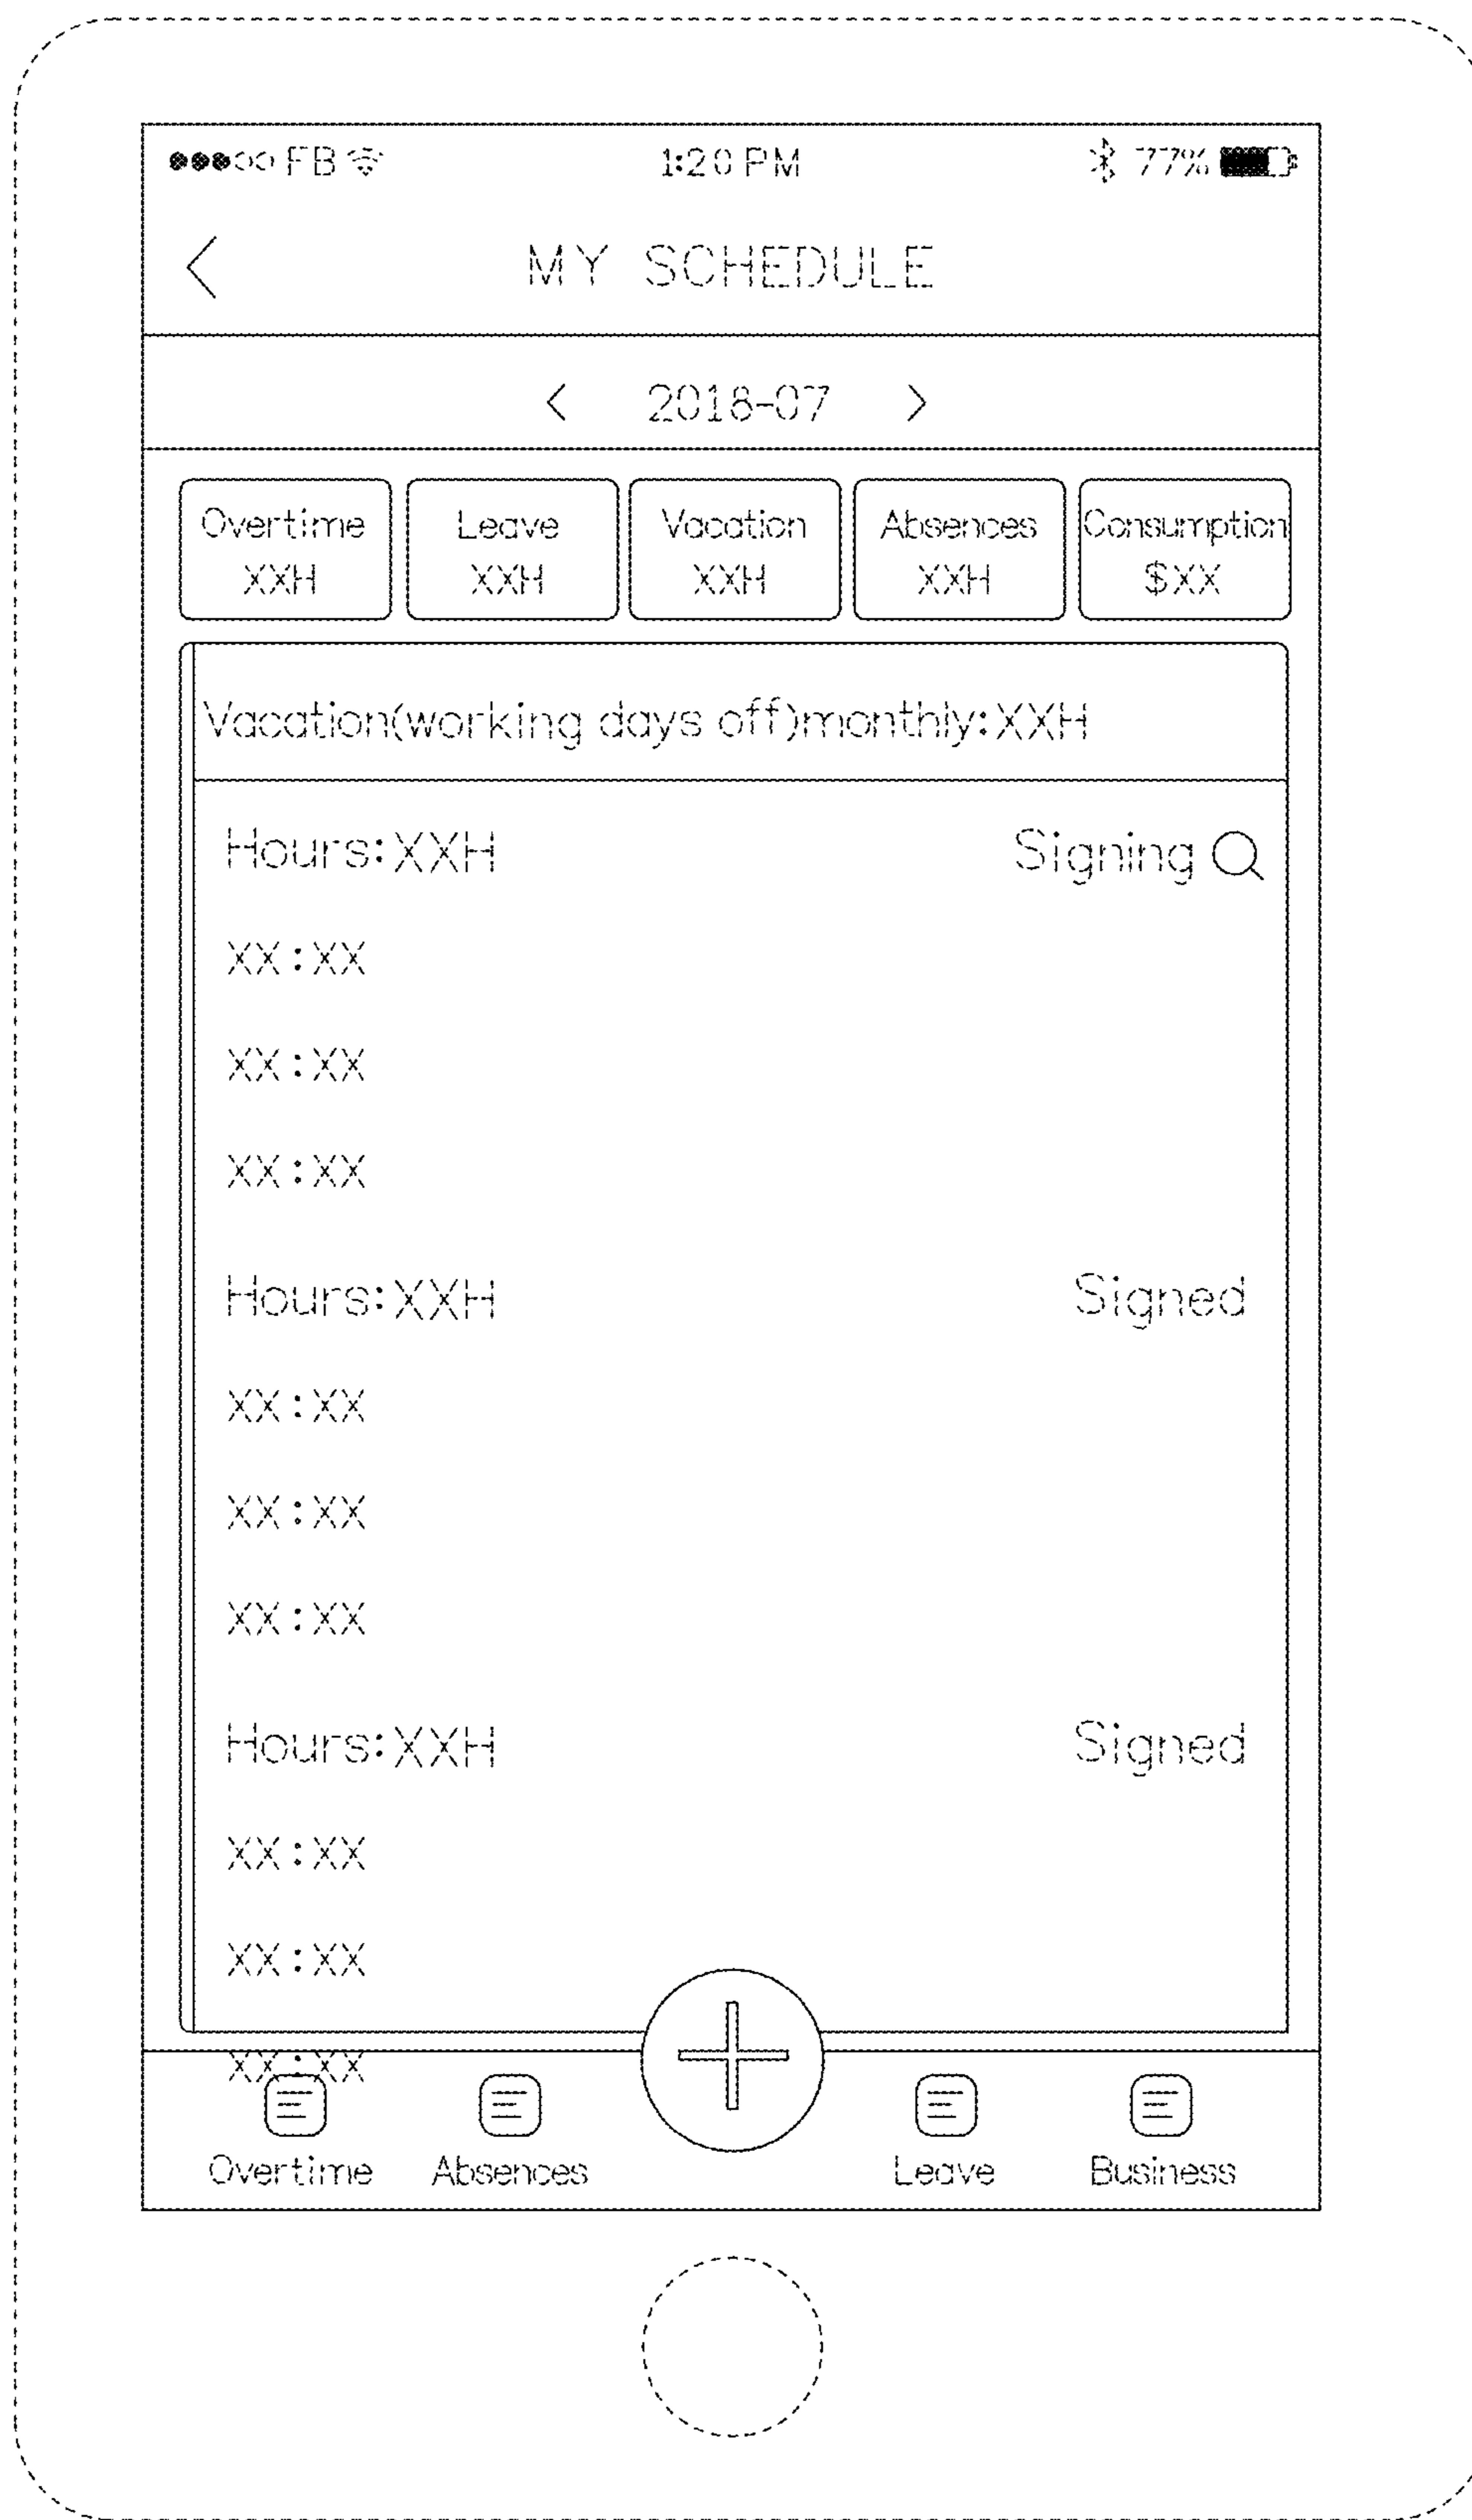 FB 1:20 PM 77%
MY SCHEDULE
< 2018-07 >
Overtime Leave Vacation Absences Consumption
XXH XXH XXH XXH $XX
Vacation(working days off)monthly:XXH
Hours:XXH Signing
XX:XX
XX:XX
XX:XX
Hours:XXH Signed
XX:XX
XX:XX
XX:XX
Hours:XXH Signed
XX:XX
XX:XX
XX:XX
Overtime Absences Leave Business